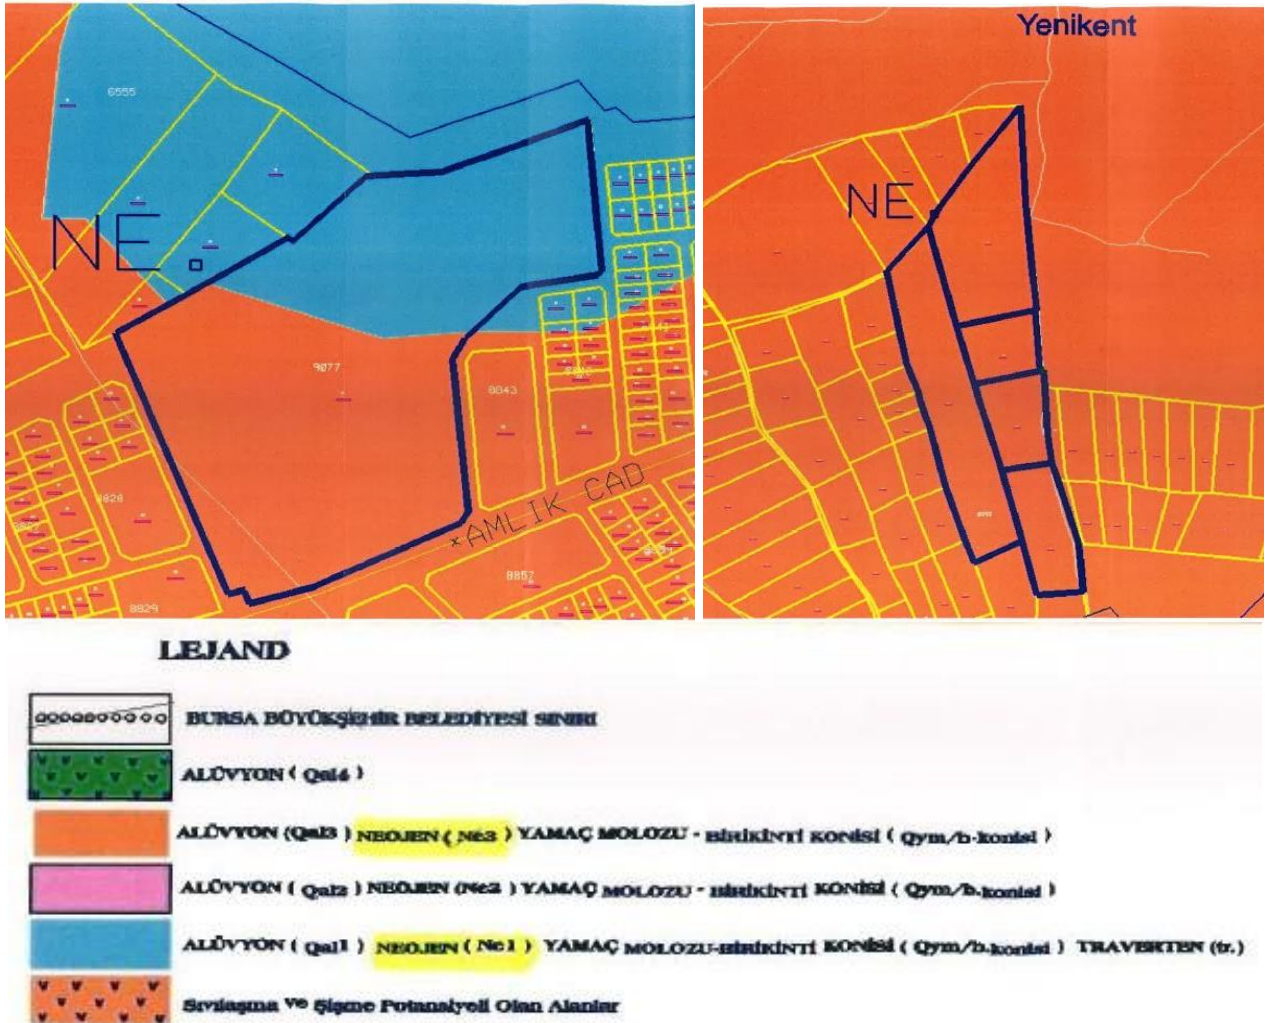 6555
NE.
9077
8843
8828
AMLIK CAD
8857
8829
Yenikent
NE
LEJAND
BURSA BÜYÜKŞEHİR BELEDİYESİ SINIRI
ALÜVYON ( Qal4 )
ALÜVYON (Qal3 ) NEOJEN ( Ne3 ) YAMAÇ MOLOZU - BİRİKİNTİ KONİSİ ( Qym/b-konisi )
ALÜVYON ( Qal2 ) NEOJEN (Ne2 ) YAMAÇ MOLOZU - BİRİKİNTİ KONİSİ ( Qym/b.konisi )
ALÜVYON ( Qal1 ) NEOJEN ( Ne1 ) YAMAÇ MOLOZU-BİRİKİNTİ KONİSİ ( Qym/b.konisi ) TRAVERTEN (tr.)
Sıvılaşma ve Şişme Potansiyeli Olan Alanlar